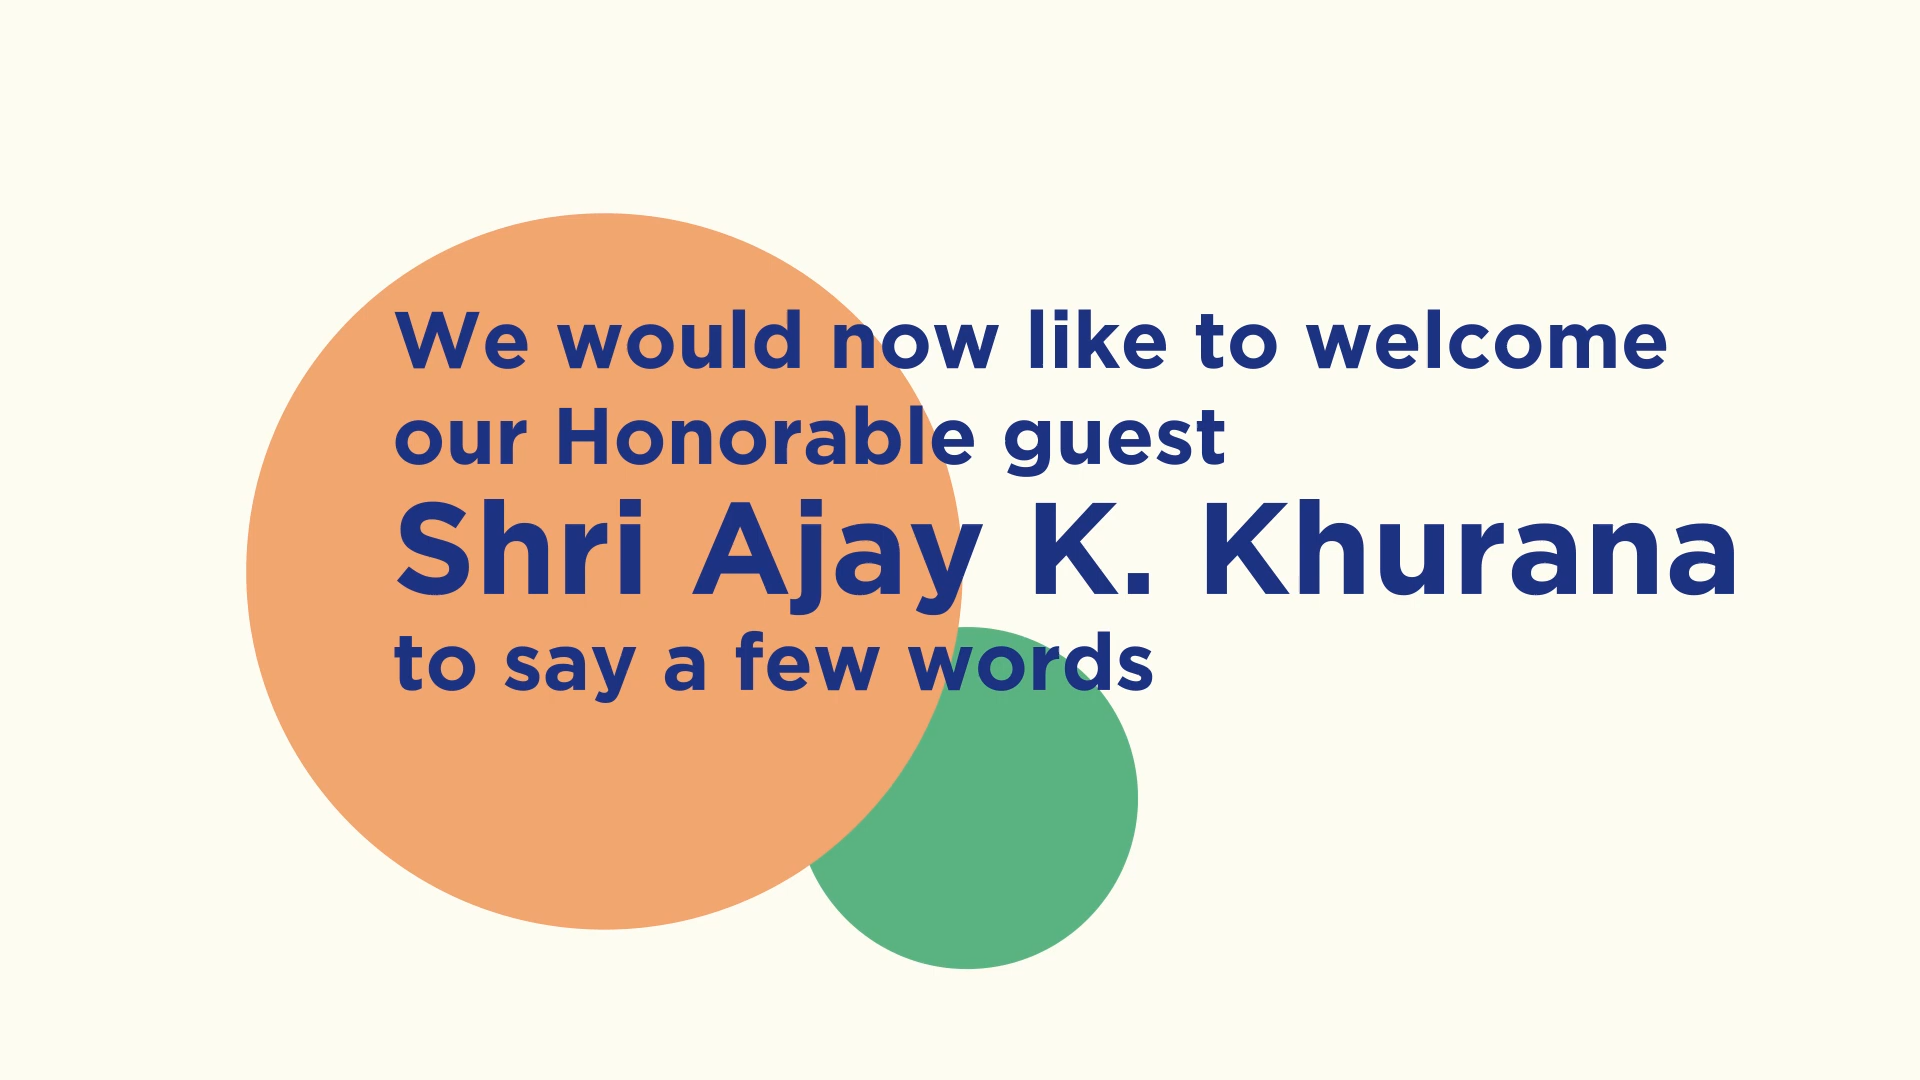 We would now like to welcome
our Honorable guest
Shri Ajay K. Khurana
to say a few words